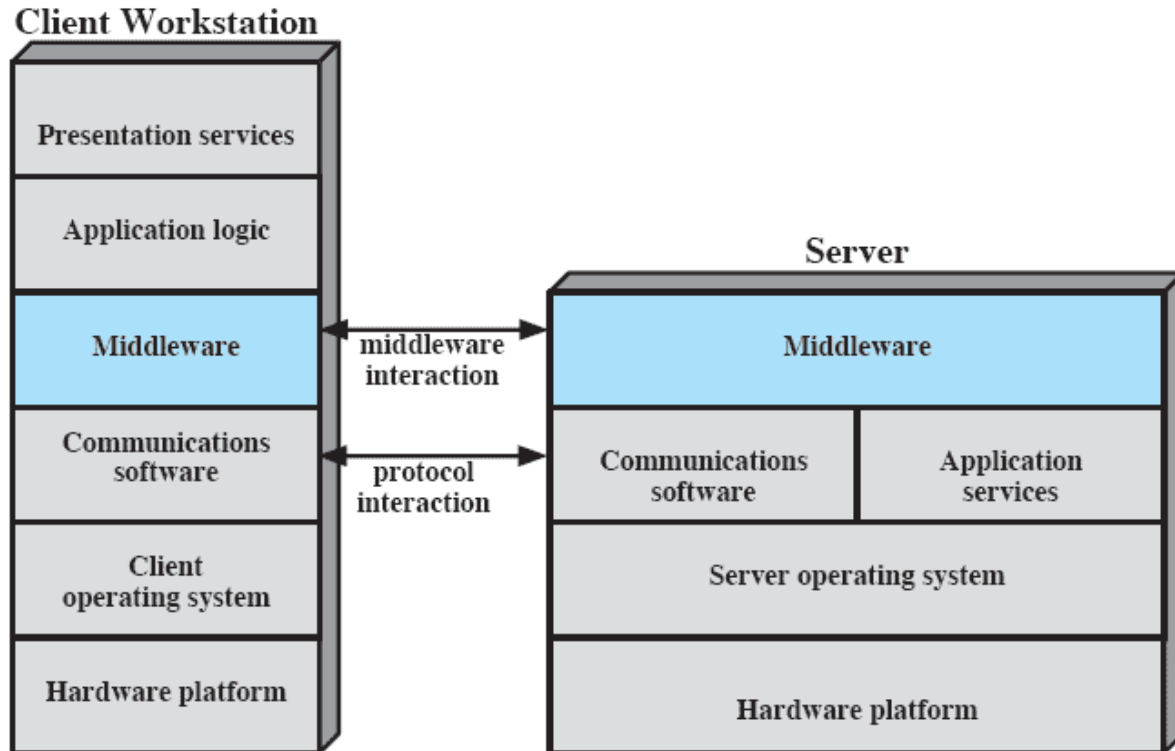 Client Workstation
Presentation services
Application logic
Middleware
Communications
software
Client
operating system
Hardware platform
middleware
interaction
protocol
interaction
Server
Middleware
Communications
software
Application
services
Server operating system
Hardware platform